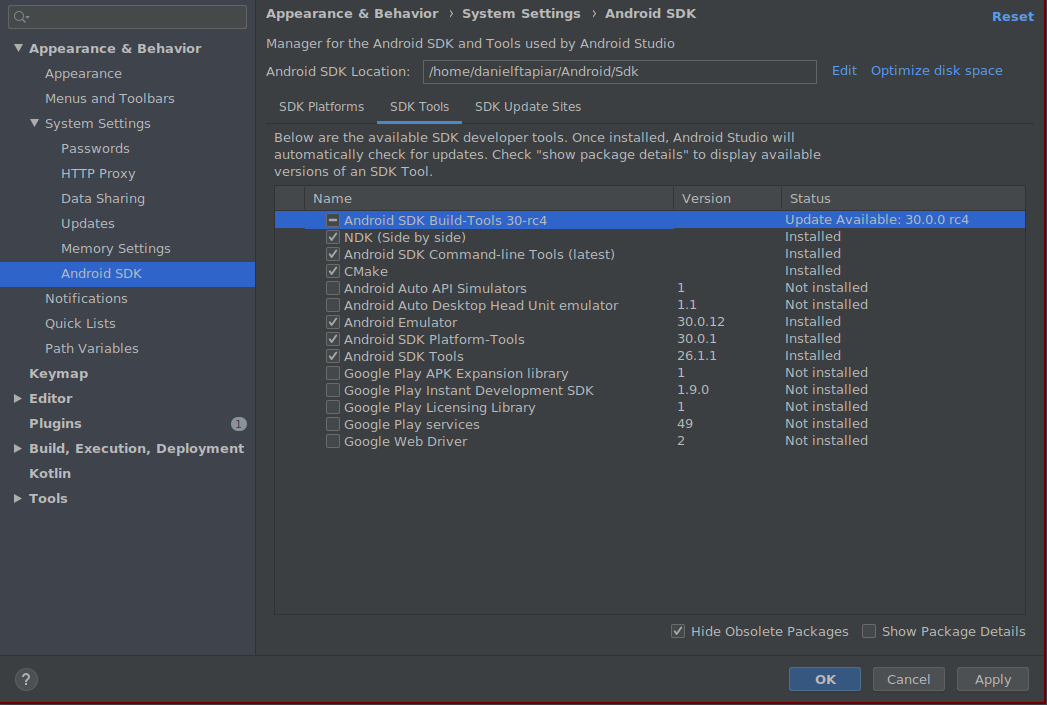 Appearance & Behavior
Appearance
Menus and Toolbars
System Settings
Passwords
HTTP Proxy
Data Sharing
Updates
Memory Settings
Android SDK
Notifications
Quick Lists
Path Variables
Keymap
Editor
Plugins 1
Build, Execution, Deployment
Kotlin
Tools
Appearance & Behavior › System Settings › Android SDK
Reset
Manager for the Android SDK and Tools used by Android Studio
Android SDK Location: /home/danielftapiar/Android/Sdk Edit Optimize disk space
SDK Platforms SDK Tools SDK Update Sites
Below are the available SDK developer tools. Once installed, Android Studio will
automatically check for updates. Check "show package details" to display available
versions of an SDK Tool.
Name Version Status
Android SDK Build-Tools 30-rc4 Update Available: 30.0.0 rc4
NDK (Side by side) Installed
Android SDK Command-line Tools (latest) Installed
CMake Installed
Android Auto API Simulators 1 Not installed
Android Auto Desktop Head Unit emulator 1.1 Not installed
Android Emulator 30.0.12 Installed
Android SDK Platform-Tools 30.0.1 Installed
Android SDK Tools 26.1.1 Installed
Google Play APK Expansion library 1 Not installed
Google Play Instant Development SDK 1.9.0 Not installed
Google Play Licensing Library 1 Not installed
Google Play services 49 Not installed
Google Web Driver 2 Not installed
Hide Obsolete Packages Show Package Details
? OK Cancel Apply